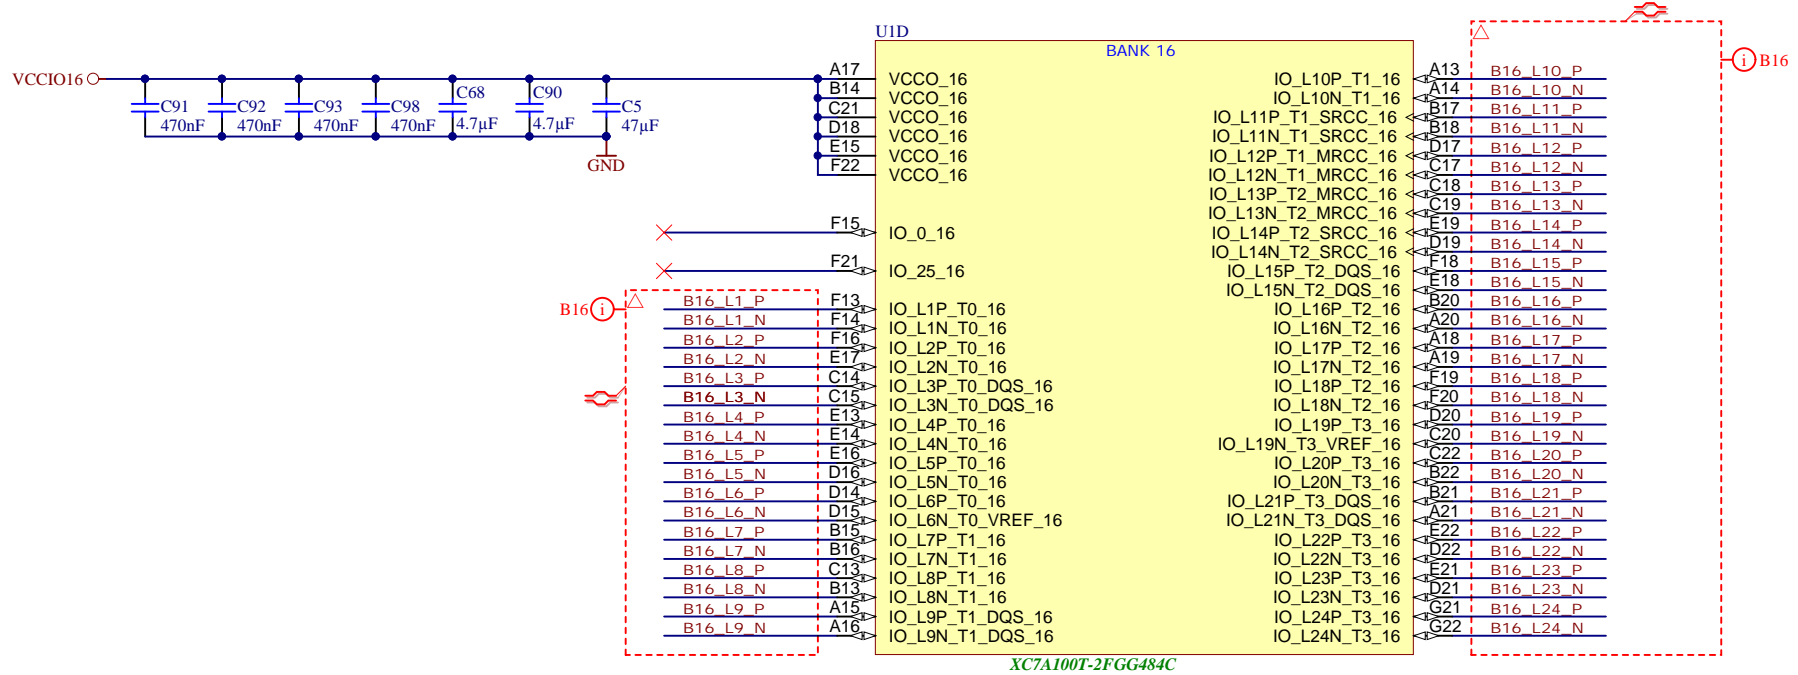 U1D
BANK 16
B16
VCCIO16
C91
470nF
C92
470nF
C93
470nF
C98
470nF
C68
4.7µF
C90
4.7µF
C5
47µF
GND
A17 VCCO_16
B14 VCCO_16
C21 VCCO_16
D18 VCCO_16
E15 VCCO_16
F22 VCCO_16
F15 IO_0_16
F21 IO_25_16
B16
B16_L1_P F13 IO_L1P_T0_16
B16_L1_N F14 IO_L1N_T0_16
B16_L2_P F16 IO_L2P_T0_16
B16_L2_N E17 IO_L2N_T0_16
B16_L3_P C14 IO_L3P_T0_DQS_16
B16_L3_N C15 IO_L3N_T0_DQS_16
B16_L4_P E13 IO_L4P_T0_16
B16_L4_N E14 IO_L4N_T0_16
B16_L5_P E16 IO_L5P_T0_16
B16_L5_N D16 IO_L5N_T0_16
B16_L6_P D14 IO_L6P_T0_16
B16_L6_N D15 IO_L6N_T0_VREF_16
B16_L7_P B15 IO_L7P_T1_16
B16_L7_N B16 IO_L7N_T1_16
B16_L8_P C13 IO_L8P_T1_16
B16_L8_N B13 IO_L8N_T1_16
B16_L9_P A15 IO_L9P_T1_DQS_16
B16_L9_N A16 IO_L9N_T1_DQS_16
IO_L10P_T1_16 A13 B16_L10_P
IO_L10N_T1_16 A14 B16_L10_N
IO_L11P_T1_SRCC_16 B17 B16_L11_P
IO_L11N_T1_SRCC_16 B18 B16_L11_N
IO_L12P_T1_MRCC_16 D17 B16_L12_P
IO_L12N_T1_MRCC_16 C17 B16_L12_N
IO_L13P_T2_MRCC_16 C18 B16_L13_P
IO_L13N_T2_MRCC_16 C19 B16_L13_N
IO_L14P_T2_SRCC_16 E19 B16_L14_P
IO_L14N_T2_SRCC_16 D19 B16_L14_N
IO_L15P_T2_DQS_16 F18 B16_L15_P
IO_L15N_T2_DQS_16 E18 B16_L15_N
IO_L16P_T2_16 B20 B16_L16_P
IO_L16N_T2_16 A20 B16_L16_N
IO_L17P_T2_16 A18 B16_L17_P
IO_L17N_T2_16 A19 B16_L17_N
IO_L18P_T2_16 F19 B16_L18_P
IO_L18N_T2_16 F20 B16_L18_N
IO_L19P_T3_16 D20 B16_L19_P
IO_L19N_T3_VREF_16 C20 B16_L19_N
IO_L20P_T3_16 C22 B16_L20_P
IO_L20N_T3_16 B22 B16_L20_N
IO_L21P_T3_DQS_16 B21 B16_L21_P
IO_L21N_T3_DQS_16 A21 B16_L21_N
IO_L22P_T3_16 E22 B16_L22_P
IO_L22N_T3_16 D22 B16_L22_N
IO_L23P_T3_16 E21 B16_L23_P
IO_L23N_T3_16 D21 B16_L23_N
IO_L24P_T3_16 G21 B16_L24_P
IO_L24N_T3_16 G22 B16_L24_N
XC7A100T-2FGG484C